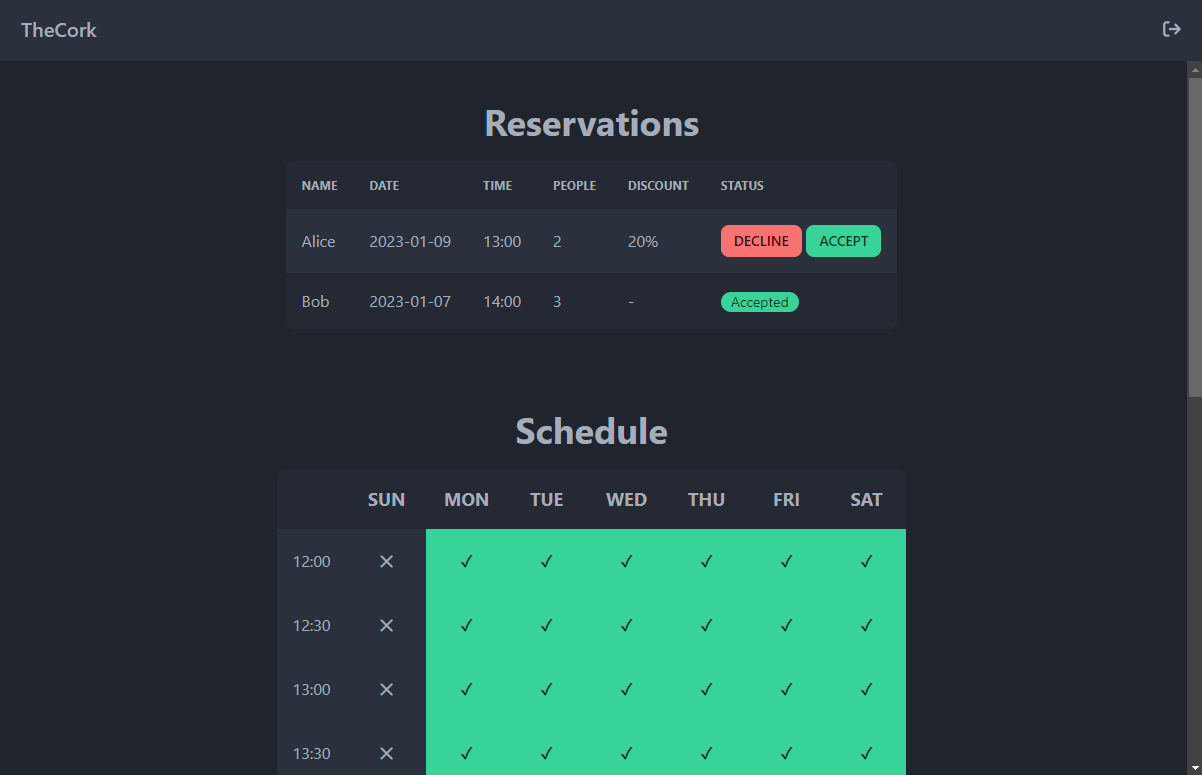 TheCork
Reservations
NAME DATE TIME PEOPLE DISCOUNT STATUS
Alice 2023-01-09 13:00 2 20% DECLINE ACCEPT
Bob 2023-01-07 14:00 3 - Accepted
Schedule
SUN MON TUE WED THU FRI SAT
12:00 ✕ ✓ ✓ ✓ ✓ ✓ ✓
12:30 ✕ ✓ ✓ ✓ ✓ ✓ ✓
13:00 ✕ ✓ ✓ ✓ ✓ ✓ ✓
13:30 ✕ ✓ ✓ ✓ ✓ ✓ ✓